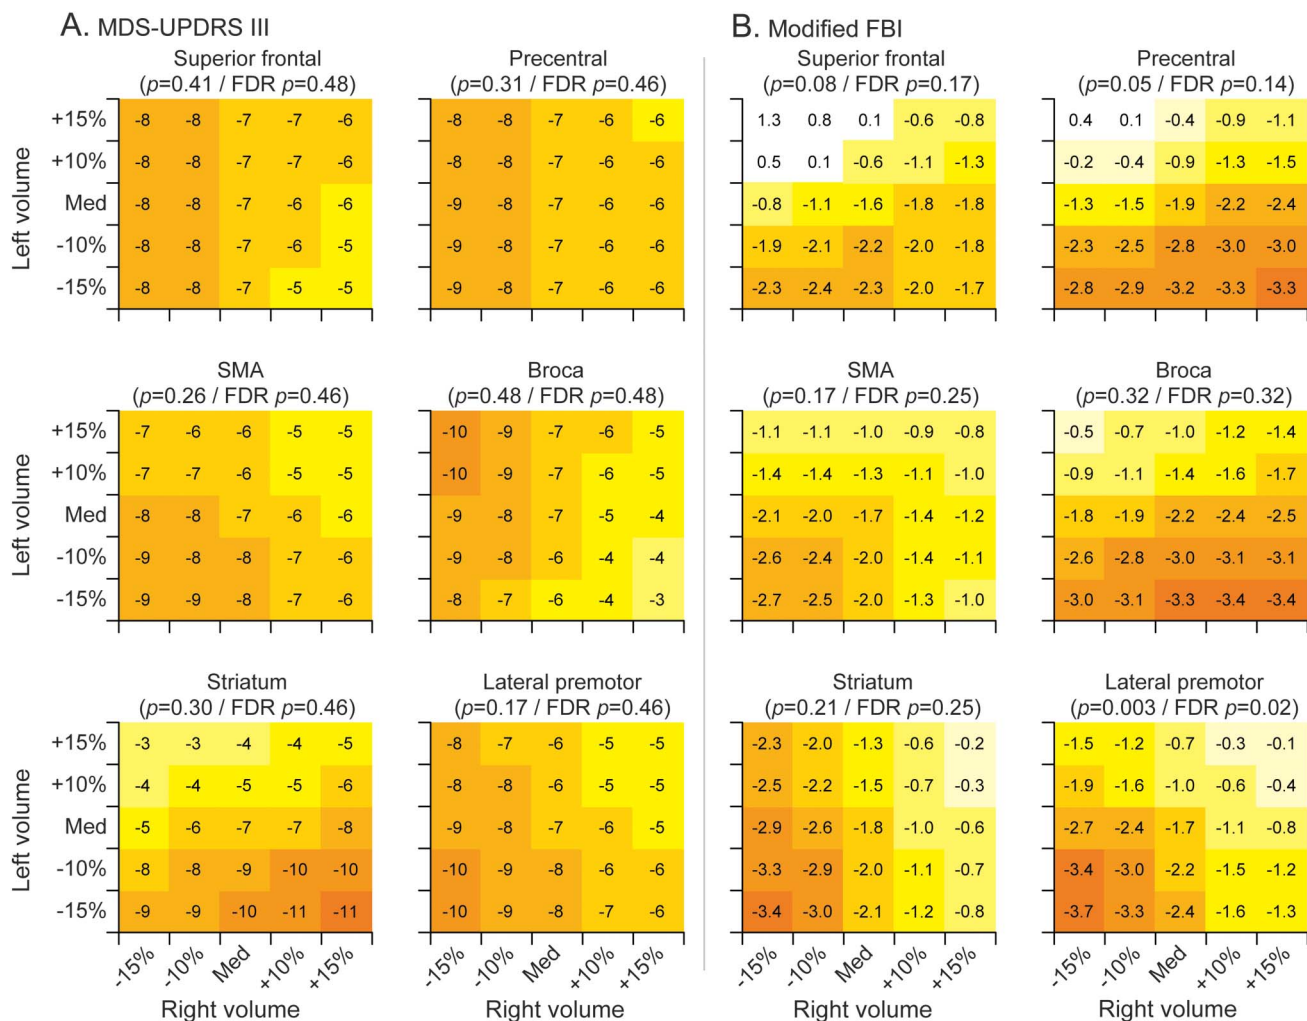 A. MDS-UPDRS III
B. Modified FBI
Superior frontal
(p=0.41 / FDR p=0.48)
Precentral
(p=0.31 / FDR p=0.46)
Superior frontal
(p=0.08 / FDR p=0.17)
Precentral
(p=0.05 / FDR p=0.14)
Left volume
+15% -8 -8 -7 -7 -6 -8 -8 -7 -6 -6 1.3 0.8 0.1 -0.6 -0.8 0.4 0.1 -0.4 -0.9 -1.1
+10% -8 -8 -7 -7 -6 -8 -8 -7 -6 -6 0.5 0.1 -0.6 -1.1 -1.3 -0.2 -0.4 -0.9 -1.3 -1.5
Med -8 -8 -7 -6 -6 -9 -8 -7 -6 -6 -0.8 -1.1 -1.6 -1.8 -1.8 -1.3 -1.5 -1.9 -2.2 -2.4
-10% -8 -8 -7 -6 -5 -9 -8 -7 -6 -6 -1.9 -2.1 -2.2 -2.0 -1.8 -2.3 -2.5 -2.8 -3.0 -3.0
-15% -8 -8 -7 -5 -5 -9 -8 -7 -6 -6 -2.3 -2.4 -2.3 -2.0 -1.7 -2.8 -2.9 -3.2 -3.3 -3.3
SMA
(p=0.26 / FDR p=0.46)
Broca
(p=0.48 / FDR p=0.48)
SMA
(p=0.17 / FDR p=0.25)
Broca
(p=0.32 / FDR p=0.32)
Left volume
+15% -7 -6 -6 -5 -5 -10 -9 -7 -6 -5 -1.1 -1.1 -1.0 -0.9 -0.8 -0.5 -0.7 -1.0 -1.2 -1.4
+10% -7 -7 -6 -5 -5 -10 -9 -7 -6 -5 -1.4 -1.4 -1.3 -1.1 -1.0 -0.9 -1.1 -1.4 -1.6 -1.7
Med -8 -8 -7 -6 -6 -9 -8 -7 -5 -4 -2.1 -2.0 -1.7 -1.4 -1.2 -1.8 -1.9 -2.2 -2.4 -2.5
-10% -9 -8 -8 -7 -6 -9 -8 -6 -4 -4 -2.6 -2.4 -2.0 -1.4 -1.1 -2.6 -2.8 -3.0 -3.1 -3.1
-15% -9 -9 -8 -7 -6 -8 -7 -6 -4 -3 -2.7 -2.5 -2.0 -1.3 -1.0 -3.0 -3.1 -3.3 -3.4 -3.4
Striatum
(p=0.30 / FDR p=0.46)
Lateral premotor
(p=0.17 / FDR p=0.46)
Striatum
(p=0.21 / FDR p=0.25)
Lateral premotor
(p=0.003 / FDR p=0.02)
Left volume
+15% -3 -3 -4 -4 -5 -8 -7 -6 -5 -5 -2.3 -2.0 -1.3 -0.6 -0.2 -1.5 -1.2 -0.7 -0.3 -0.1
+10% -4 -4 -5 -5 -6 -8 -8 -6 -5 -5 -2.5 -2.2 -1.5 -0.7 -0.3 -1.9 -1.6 -1.0 -0.6 -0.4
Med -5 -6 -7 -7 -8 -9 -8 -7 -6 -5 -2.9 -2.6 -1.8 -1.0 -0.6 -2.7 -2.4 -1.7 -1.1 -0.8
-10% -8 -8 -9 -10 -10 -10 -9 -8 -6 -6 -3.3 -2.9 -2.0 -1.1 -0.7 -3.4 -3.0 -2.2 -1.5 -1.2
-15% -9 -9 -10 -11 -11 -10 -9 -8 -7 -6 -3.4 -3.0 -2.1 -1.2 -0.8 -3.7 -3.3 -2.4 -1.6 -1.3
-15% -10% Med +10% +15% -15% -10% Med +10% +15% -15% -10% Med +10% +15% -15% -10% Med +10% +15%
Right volume
Right volume
Right volume
Right volume